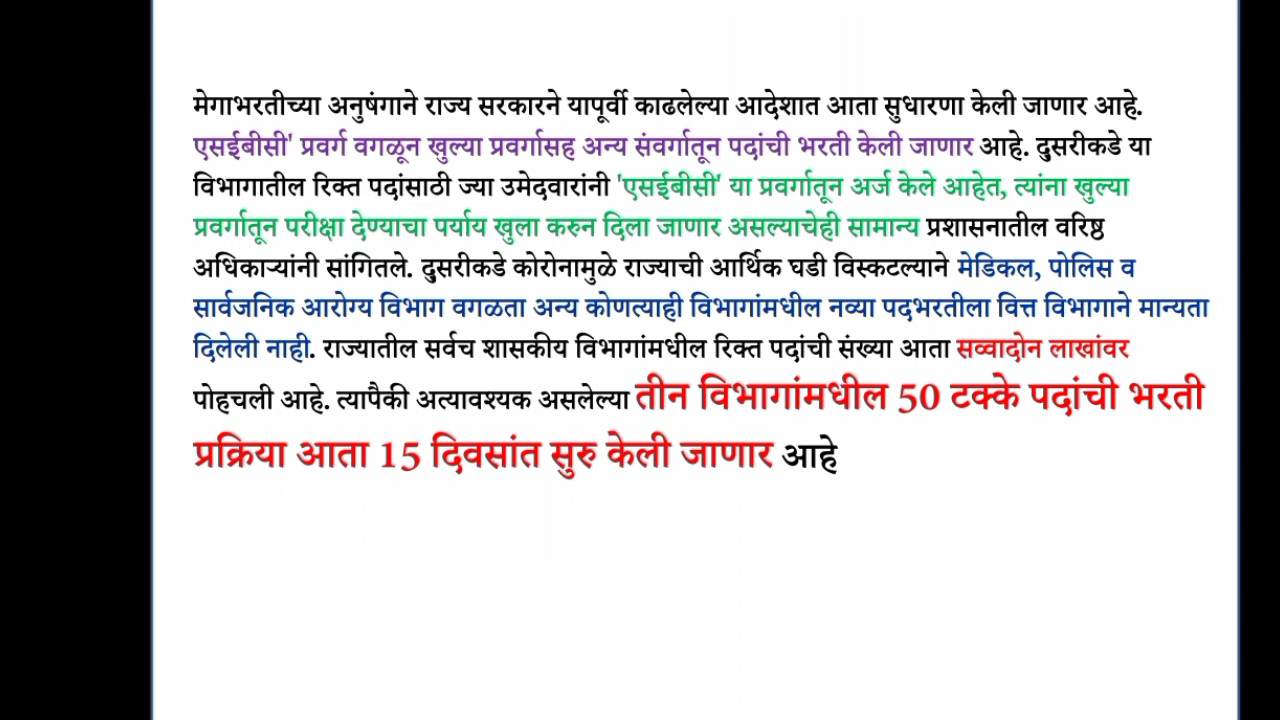 मेगाभरतीच्या अनुषंगाने राज्य सरकारने यापूर्वी काढलेल्या आदेशात आता सुधारणा केली जाणार आहे.
एसईबीसी' प्रवर्ग वगळून खुल्या प्रवर्गासह अन्य संवर्गातून पदांची भरती केली जाणार आहे. दुसरीकडे या
विभागातील रिक्त पदांसाठी ज्या उमेदवारांनी 'एसईबीसी' या प्रवर्गातून अर्ज केले आहेत, त्यांना खुल्या
प्रवर्गातून परीक्षा देण्याचा पर्याय खुला करुन दिला जाणार असल्याचेही सामान्य प्रशासनातील वरिष्ठ
अधिकाऱ्यांनी सांगितले. दुसरीकडे कोरोनामुळे राज्याची आर्थिक घडी विस्कटल्याने मेडिकल, पोलिस व
सार्वजनिक आरोग्य विभाग वगळता अन्य कोणत्याही विभागांमधील नव्या पदभरतीला वित्त विभागाने मान्यता
दिलेली नाही. राज्यातील सर्वच शासकीय विभागांमधील रिक्त पदांची संख्या आता सव्वादोन लाखांवर
पोहचली आहे. त्यापैकी अत्यावश्यक असलेल्या तीन विभागांमधील 50 टक्के पदांची भरती
प्रक्रिया आता 15 दिवसांत सुरु केली जाणार आहे